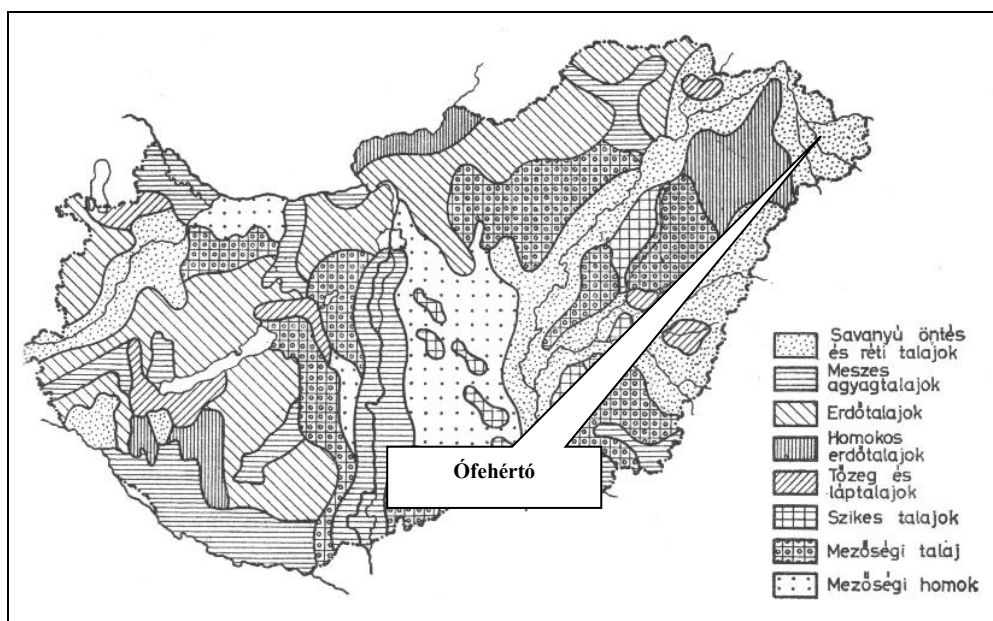 Ófehértó
Savanyú öntés
és réti talajok
Meszes
agyagtalajok
Erdőtalajok
Homokos
erdőtalajok
Tőzeg és
láptalajok
Szikes talajok
Mezőségi talaj
Mezőségi homok